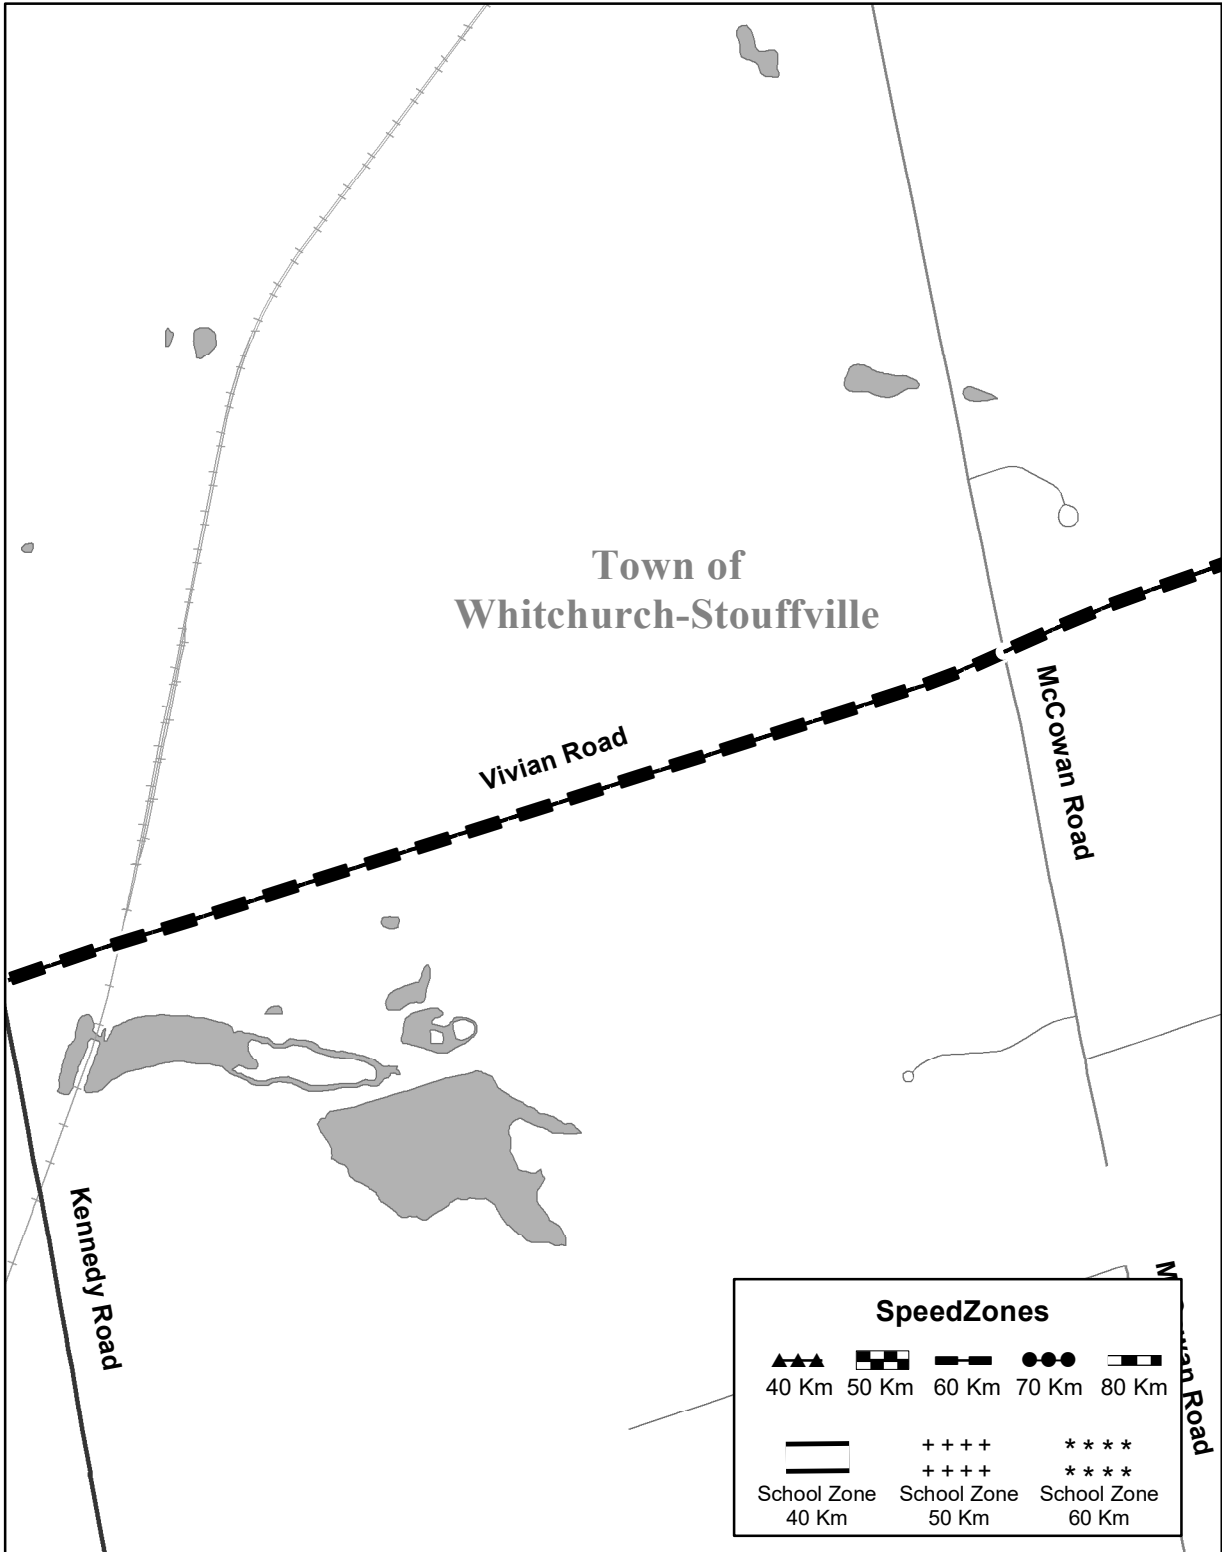 Town of
Whitchurch-Stouffville
Vivian Road
McCowan Road
Kennedy Road
SpeedZones
40 Km 50 Km 60 Km 70 Km 80 Km
School Zone School Zone School Zone
40 Km 50 Km 60 Km
Road